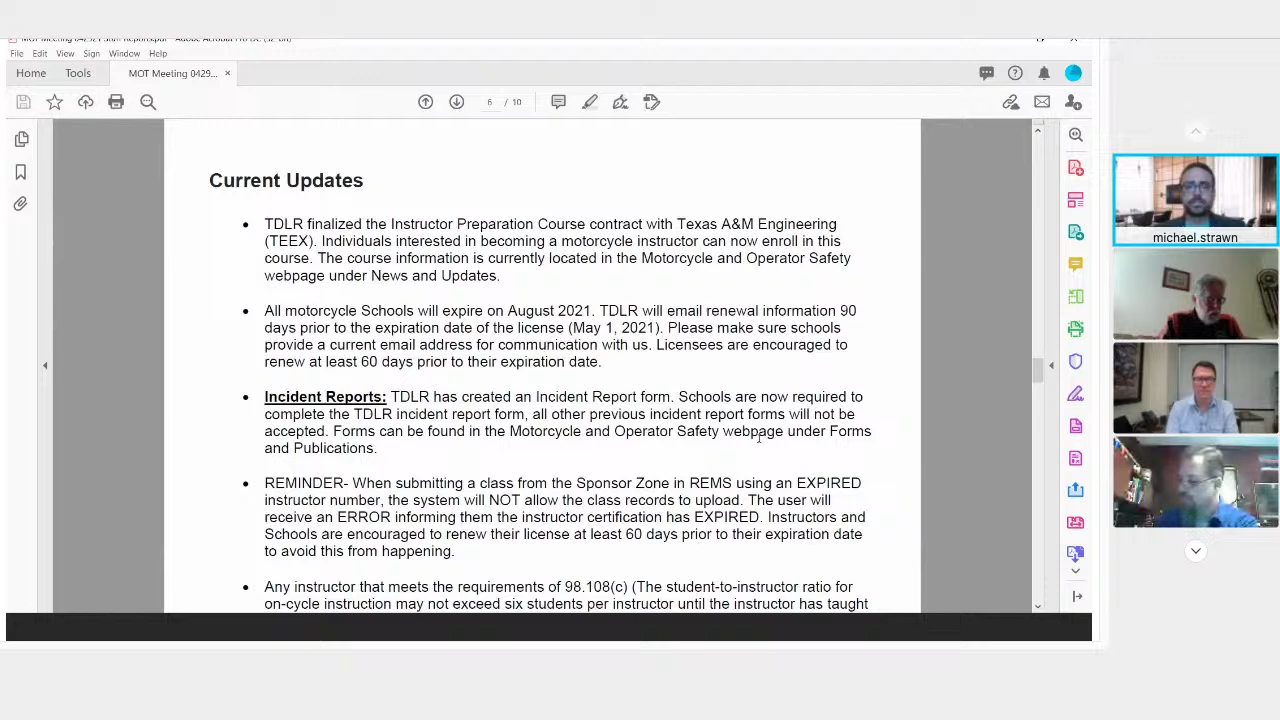 File Edit View Sign Window Help
Home Tools MOT Meeting 0429... ×
6 / 10
Current Updates
• TDLR finalized the Instructor Preparation Course contract with Texas A&M Engineering
(TEEX). Individuals interested in becoming a motorcycle instructor can now enroll in this
course. The course information is currently located in the Motorcycle and Operator Safety
webpage under News and Updates.
• All motorcycle Schools will expire on August 2021. TDLR will email renewal information 90
days prior to the expiration date of the license (May 1, 2021). Please make sure schools
provide a current email address for communication with us. Licensees are encouraged to
renew at least 60 days prior to their expiration date.
• Incident Reports: TDLR has created an Incident Report form. Schools are now required to
complete the TDLR incident report form, all other previous incident report forms will not be
accepted. Forms can be found in the Motorcycle and Operator Safety webpage under Forms
and Publications.
• REMINDER- When submitting a class from the Sponsor Zone in REMS using an EXPIRED
instructor number, the system will NOT allow the class records to upload. The user will
receive an ERROR informing them the instructor certification has EXPIRED. Instructors and
Schools are encouraged to renew their license at least 60 days prior to their expiration date
to avoid this from happening.
• Any instructor that meets the requirements of 98.108(c) (The student-to-instructor ratio for
on-cycle instruction may not exceed six students per instructor until the instructor has taught
michael.strawn